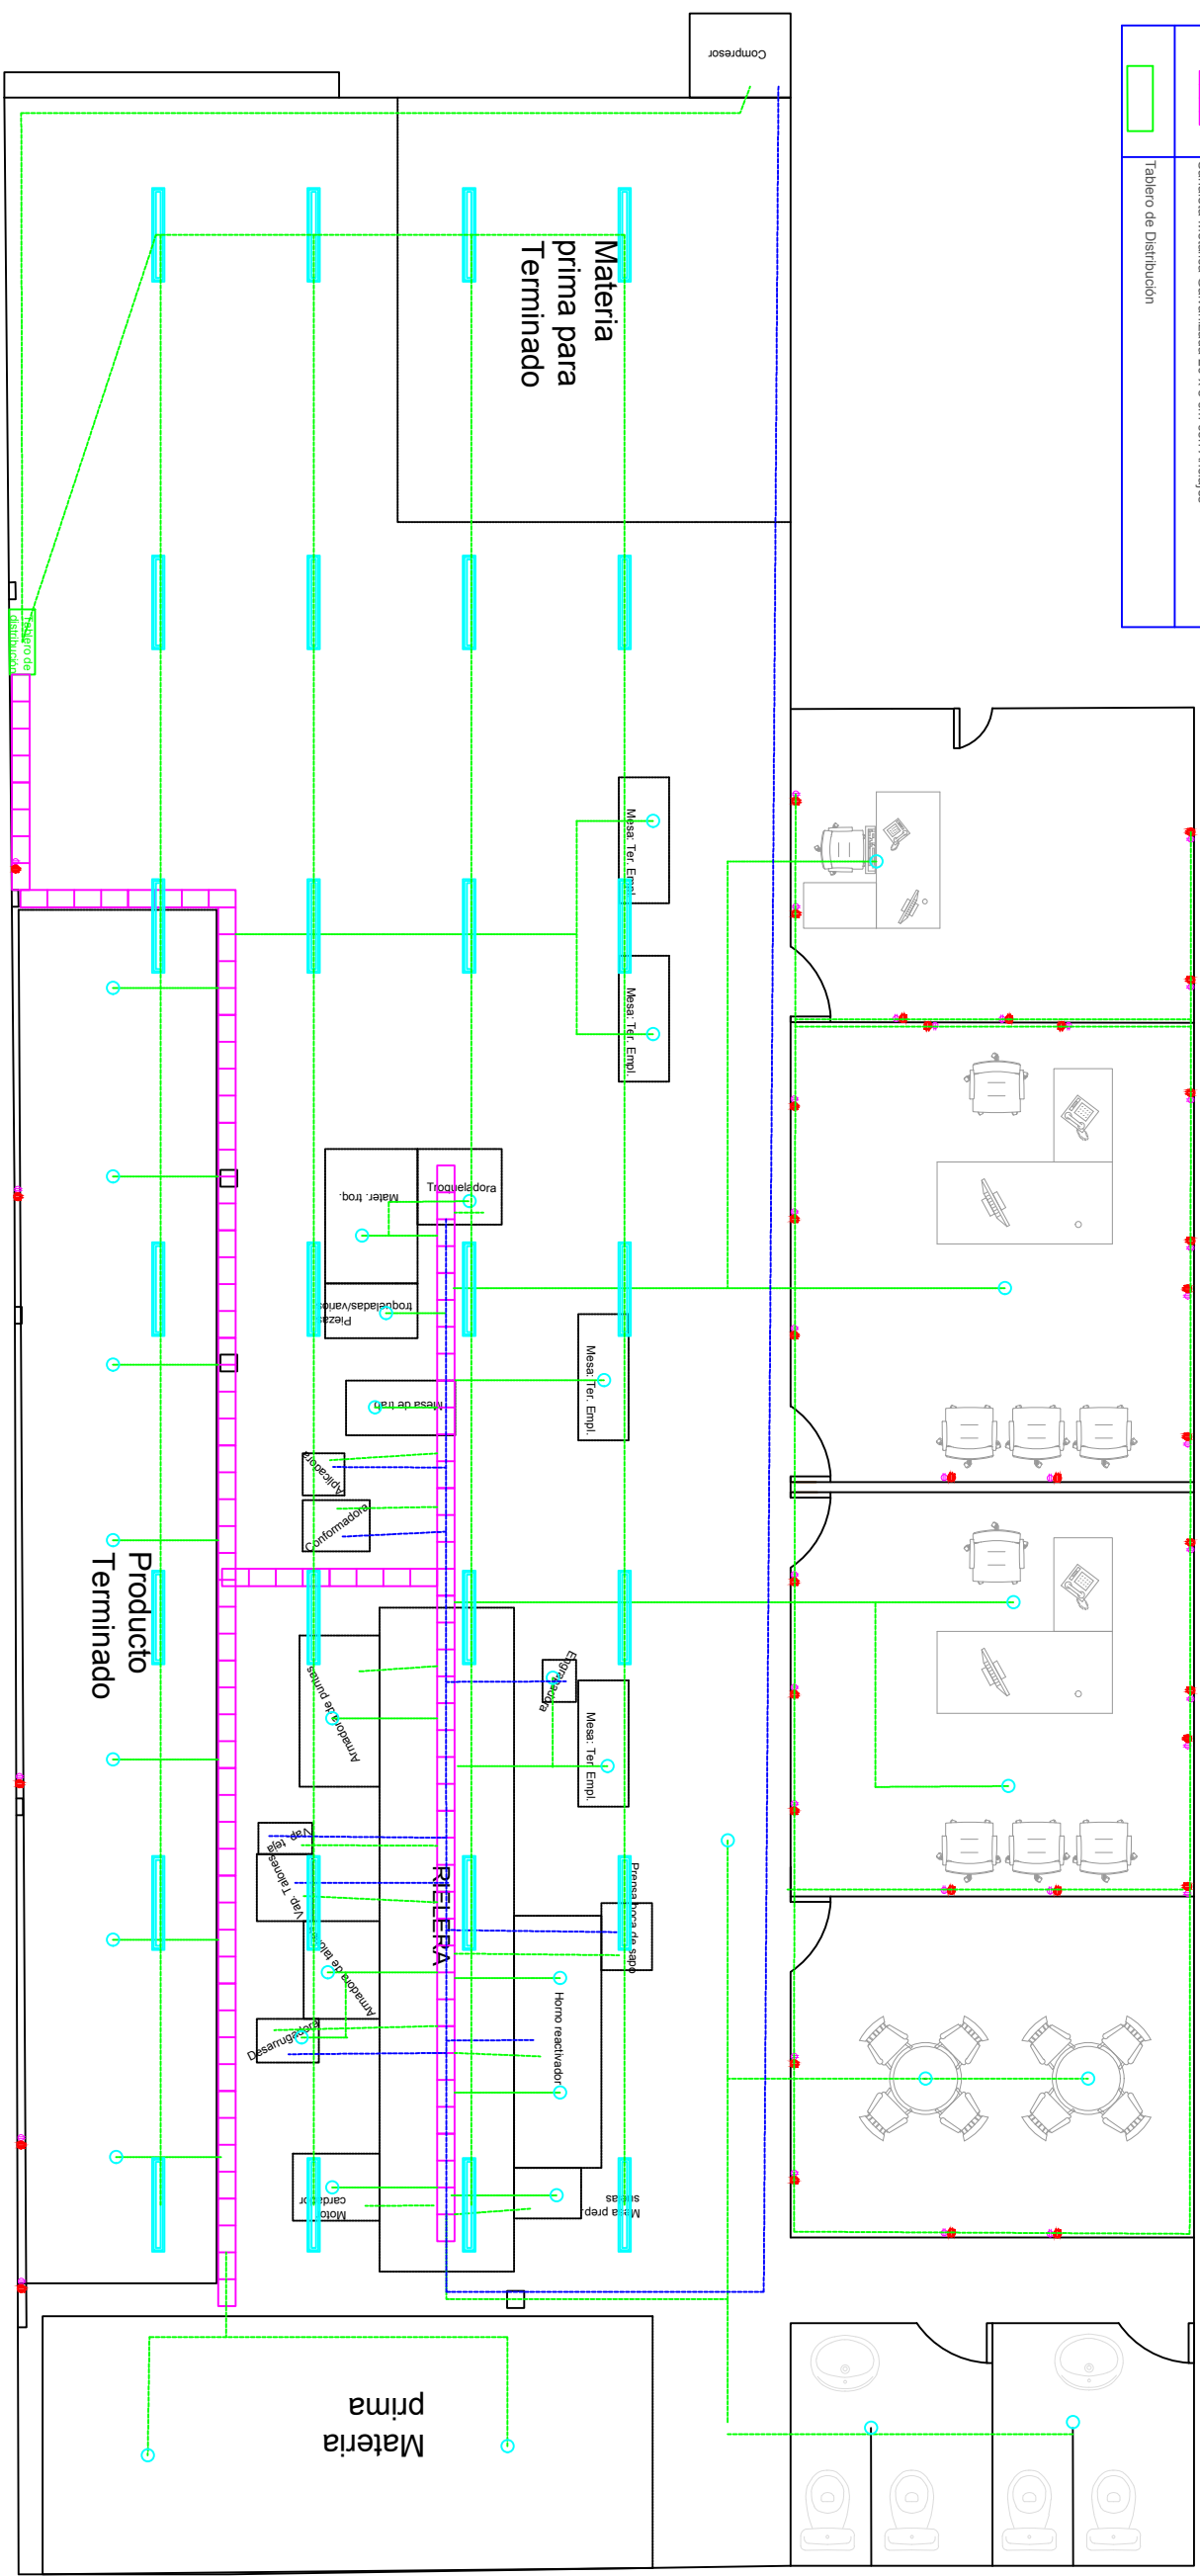 Compresor
Tablero de Distribución
Materia
prima para
Terminado
Tablero de
distribución
Mesa: Ter. Empl.
Mesa: Ter. Empl.
Troqueladora
Mater. troq.
Piezas
troqueladas/varios
Mesa de trab
Mesa: Ter. Empl.
Aplicadora
Conformadora
Producto
Terminado
Engrapadora
Armadora de puntas
Mesa: Ter. Empl.
Vap. teja
Vap. Talones
RIELERA
Prensa boca de sapo
Armadora de talones
Horno reactivador
Desarrugadora
Motor
cardador
Mesa prep.
suelas
Materia
prima